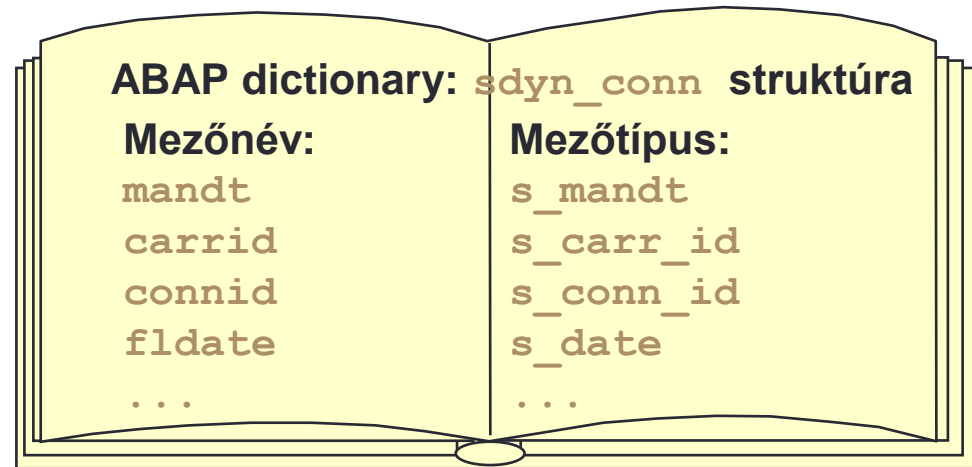 ABAP dictionary: sdyn_conn struktúra
Mezőnév: Mezőtípus:
mandt s_mandt
carrid s_carr_id
connid s_conn_id
fldate s_date
... ...